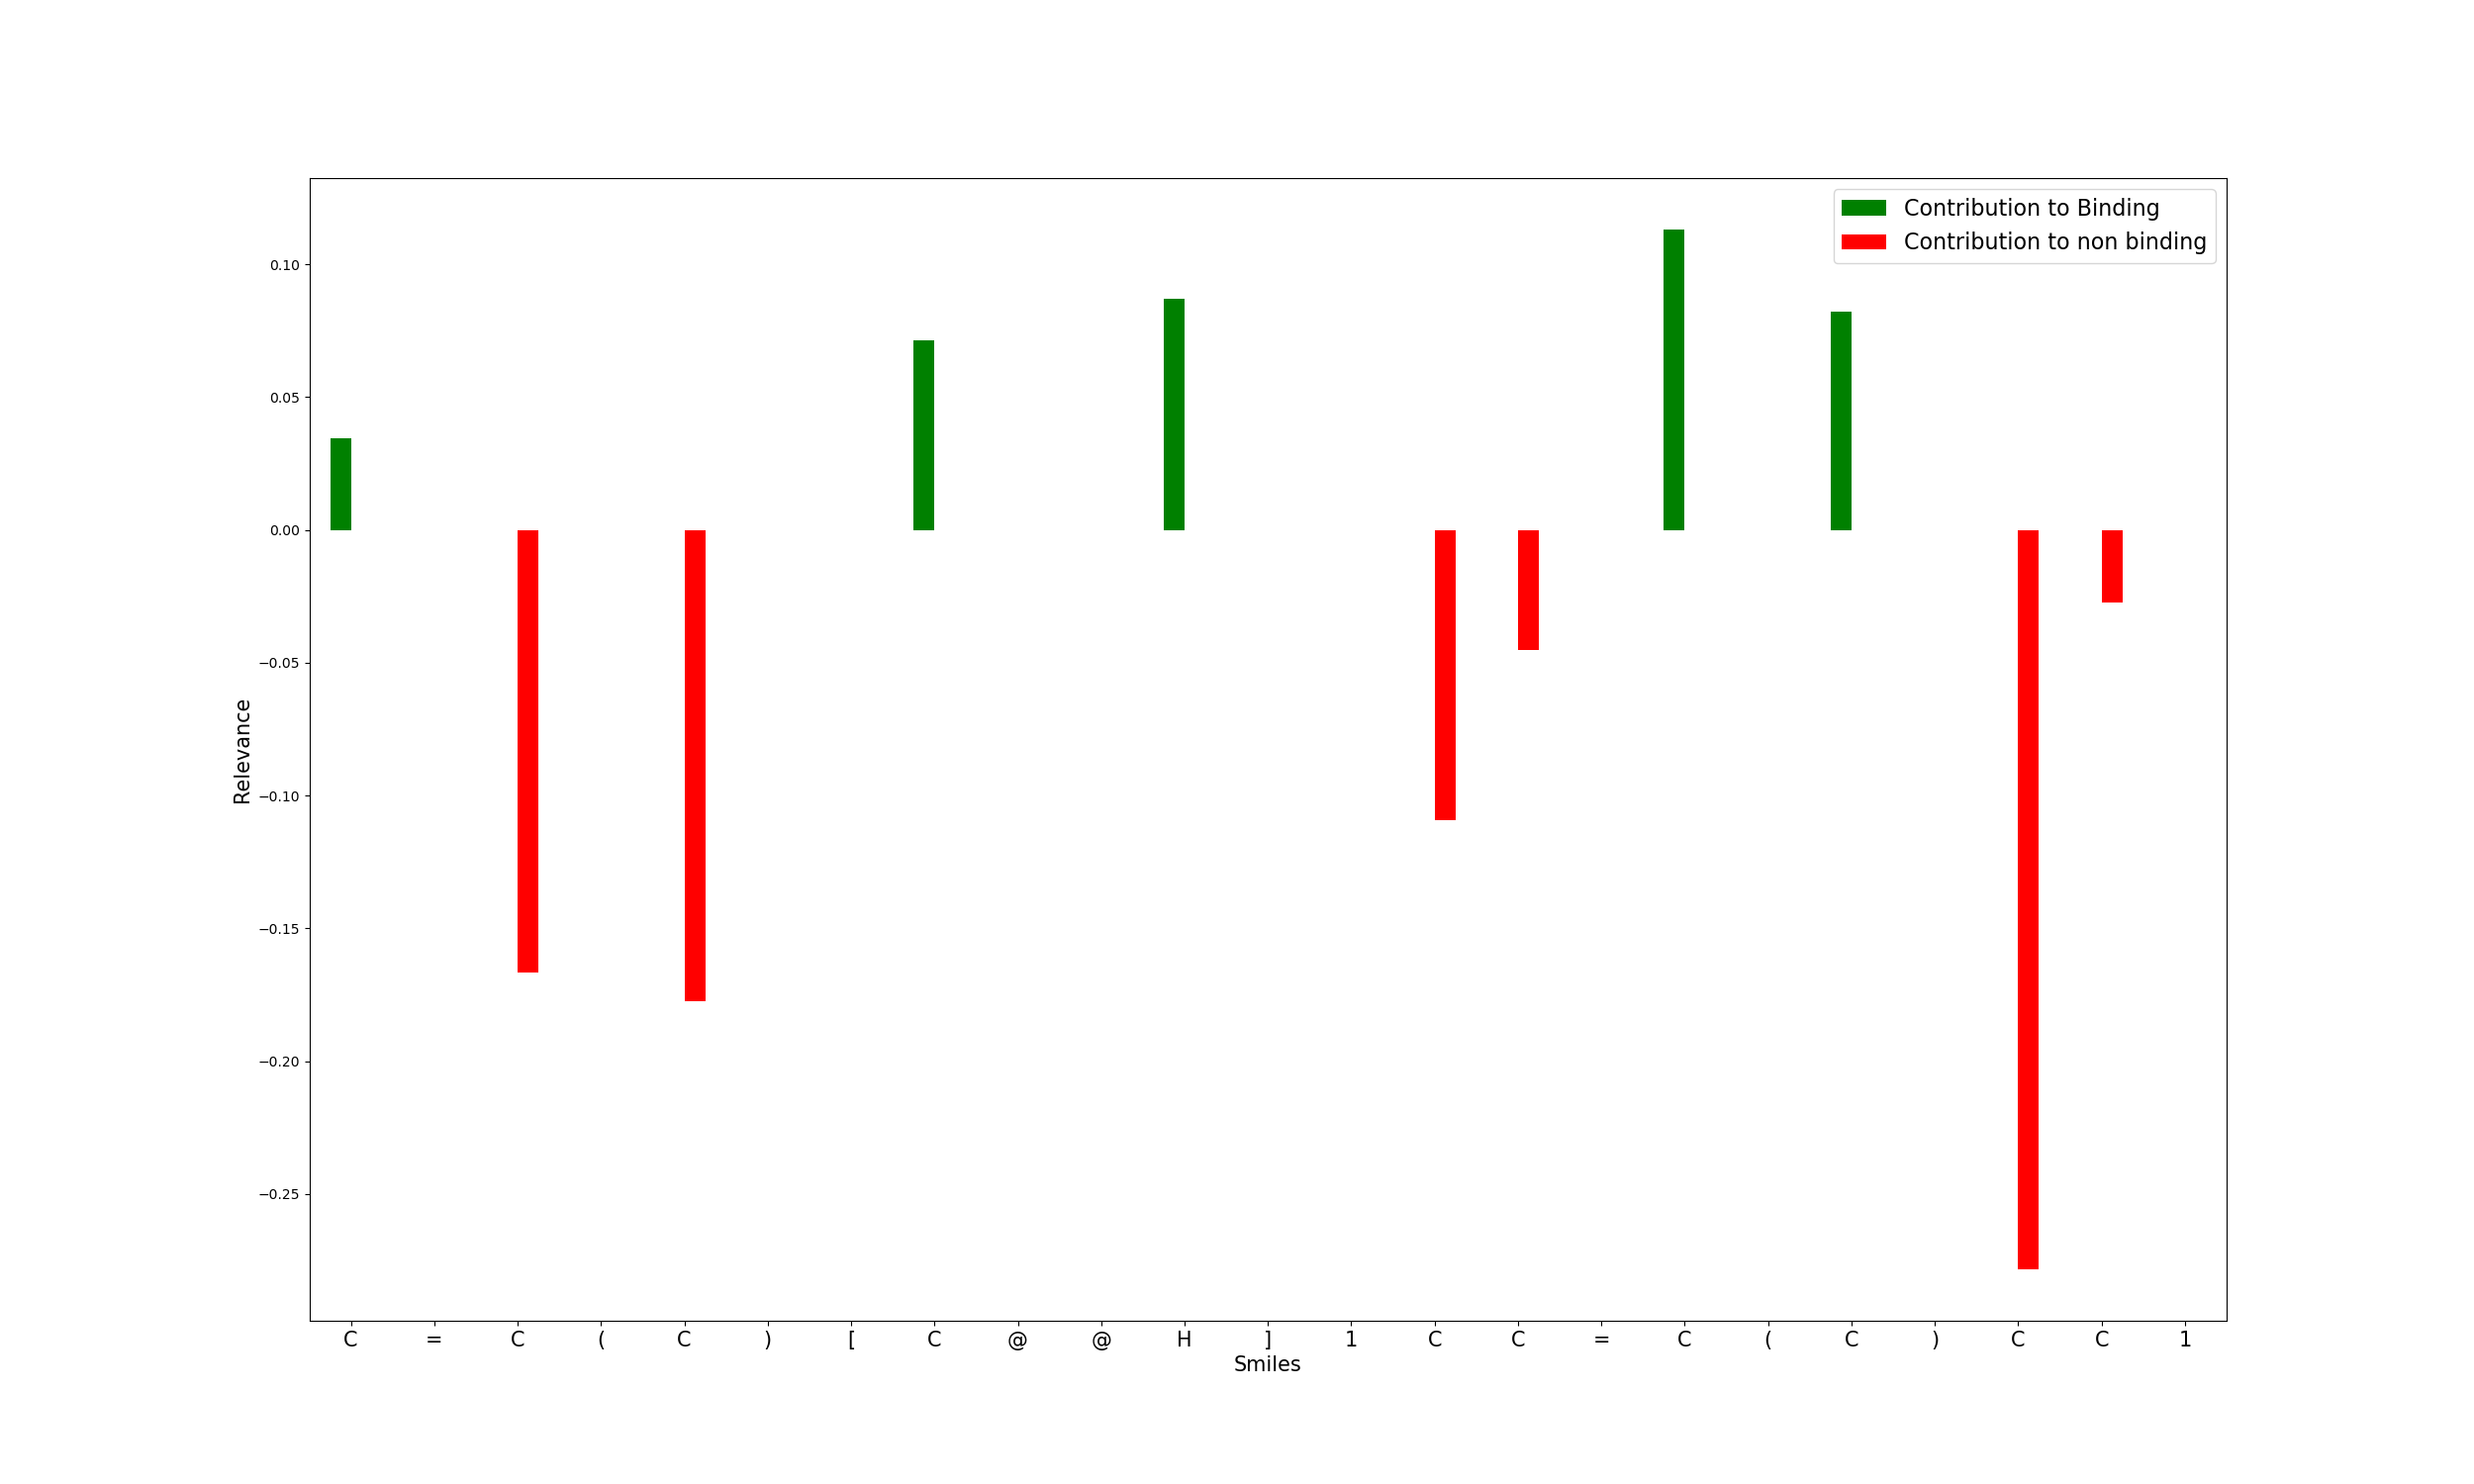 Contribution to Binding
Contribution to non binding
0.10
0.05
0.00
−0.05
−0.10
−0.15
−0.20
−0.25
Relevance
C = C ( C ) [ C @ @ H ] 1 C C = C ( C ) C C 1
Smiles